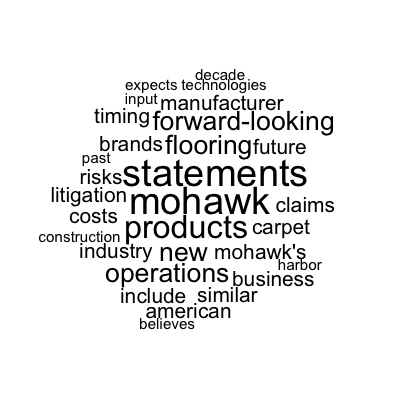 decade
expects technologies
input manufacturer
timing forward-looking
brands flooring future
past
risks statements
litigation mohawk claims
costs products carpet
construction
industry new mohawk's
harbor
operations business
include similar
american
believes